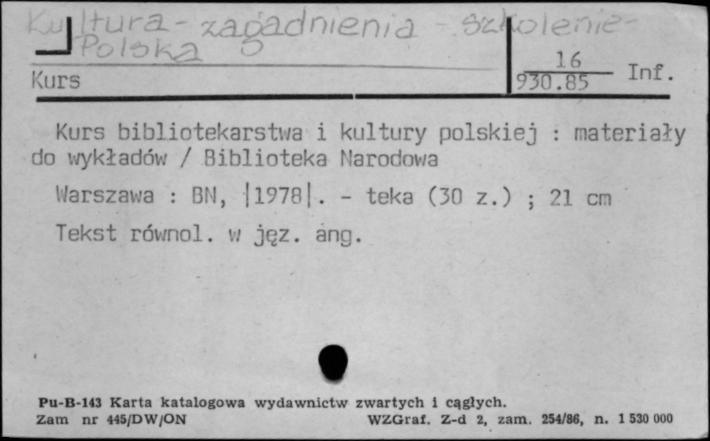 Kultura - zagadnienia - szkolenie -
Polska
Kurs
16
930.85
Inf.
Kurs bibliotekarstwa i kultury polskiej : materiały
do wykładów / Biblioteka Narodowa
Warszawa : BN, |1978|. - teka (30 z.) ; 21 cm
Tekst równol. w jęz. ang.
Pu-B-143 Karta katalogowa wydawnictw zwartych i cągłych.
Zam nr 445/DW/ON WZGraf. Z-d 2, zam. 254/86, n. 1 530 000